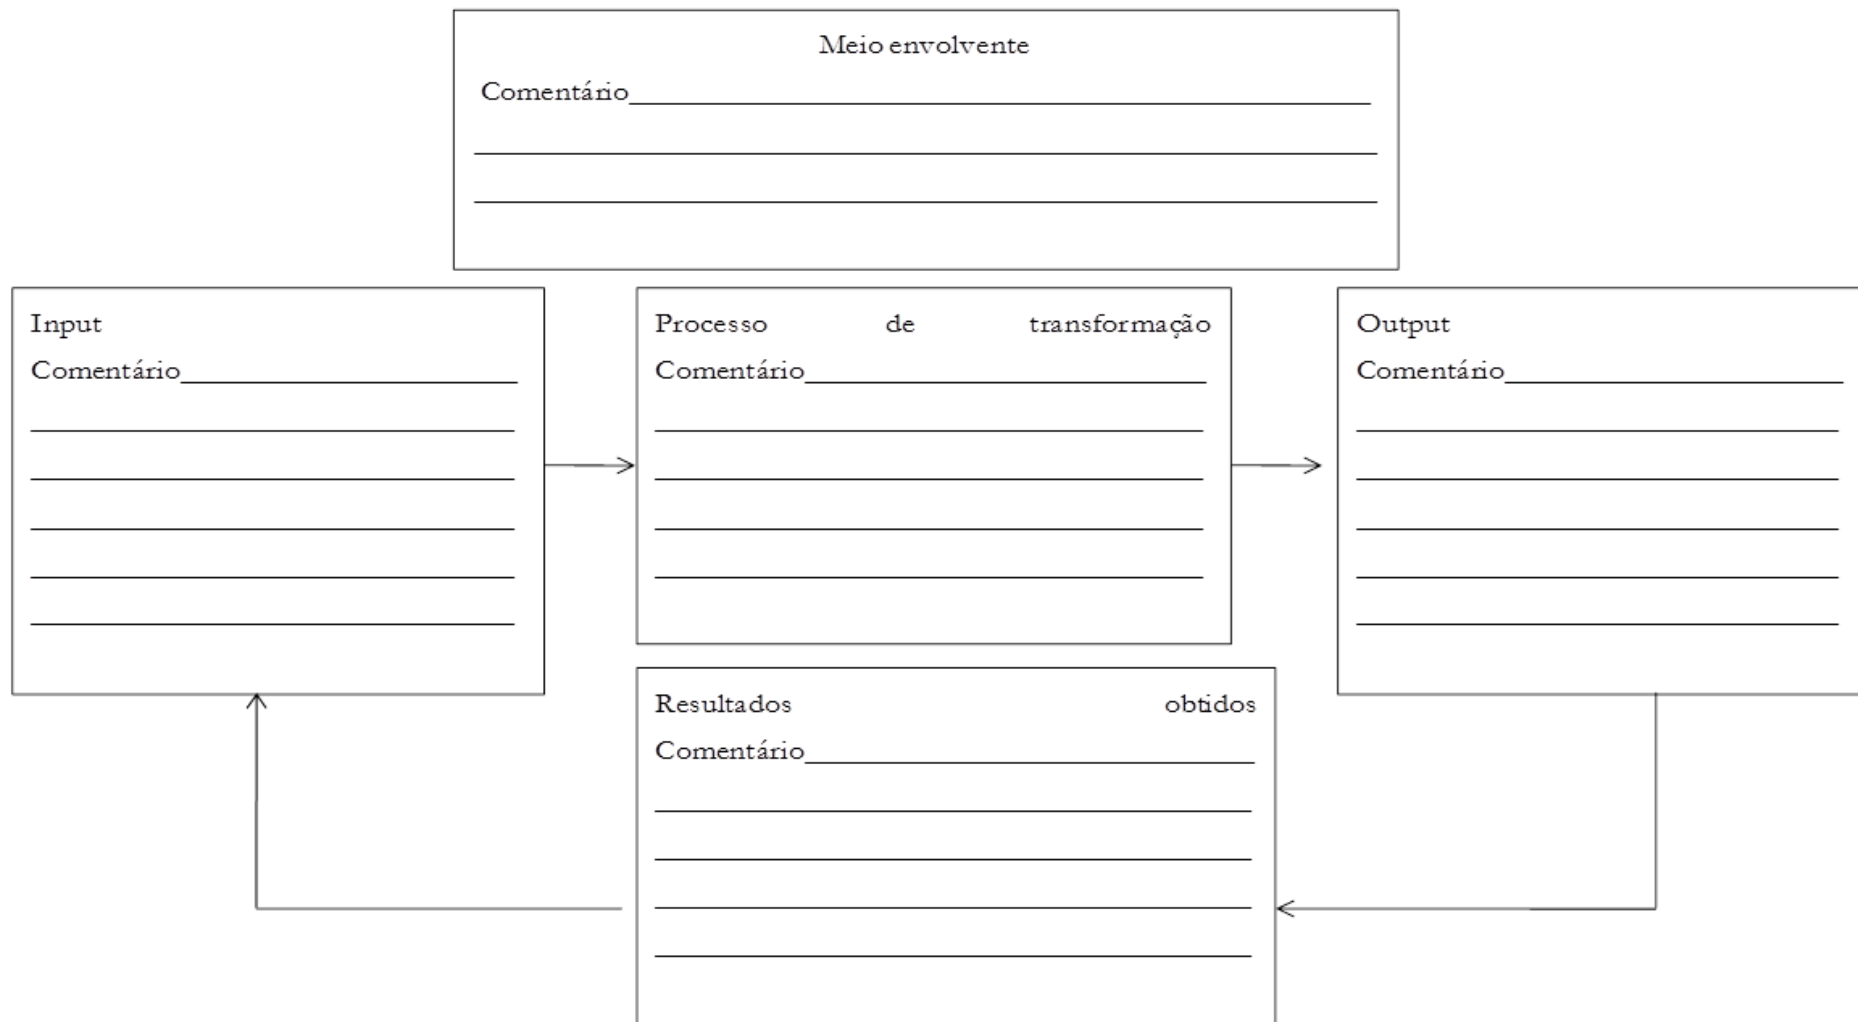 Meio envolvente
Comentário
Input
Comentário
Processo de transformação
Comentário
Output
Comentário
Resultados obtidos
Comentário